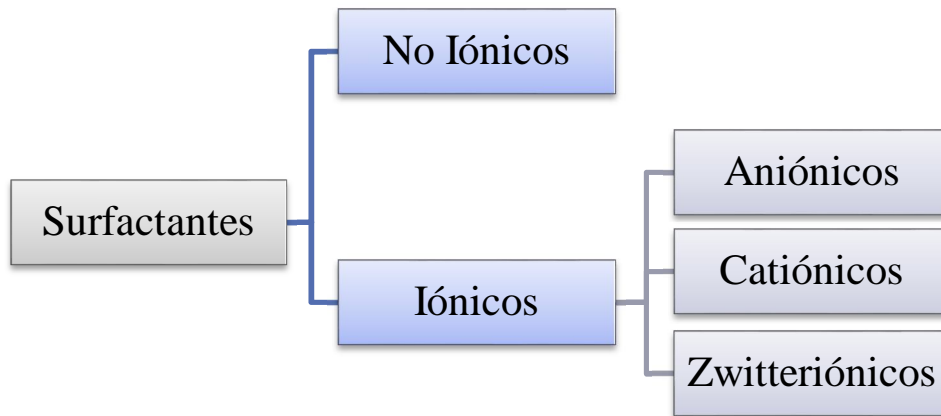 No Iónicos
Surfactantes
Iónicos
Aniónicos
Catiónicos
Zwitteriónicos